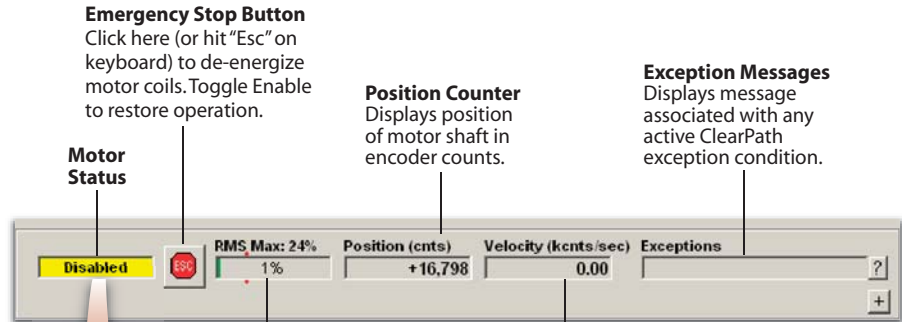 Emergency Stop Button
Click here (or hit "Esc" on
keyboard) to de-energize
motor coils. Toggle Enable
to restore operation.
Position Counter
Displays position
of motor shaft in
encoder counts.
Exception Messages
Displays message
associated with any
active ClearPath
exception condition.
Motor
Status
RMS Max: 24%
Position (cnts)
Velocity (kcnts/sec)
Exceptions
Disabled
ESC
1%
+16,798
0.00
?
+